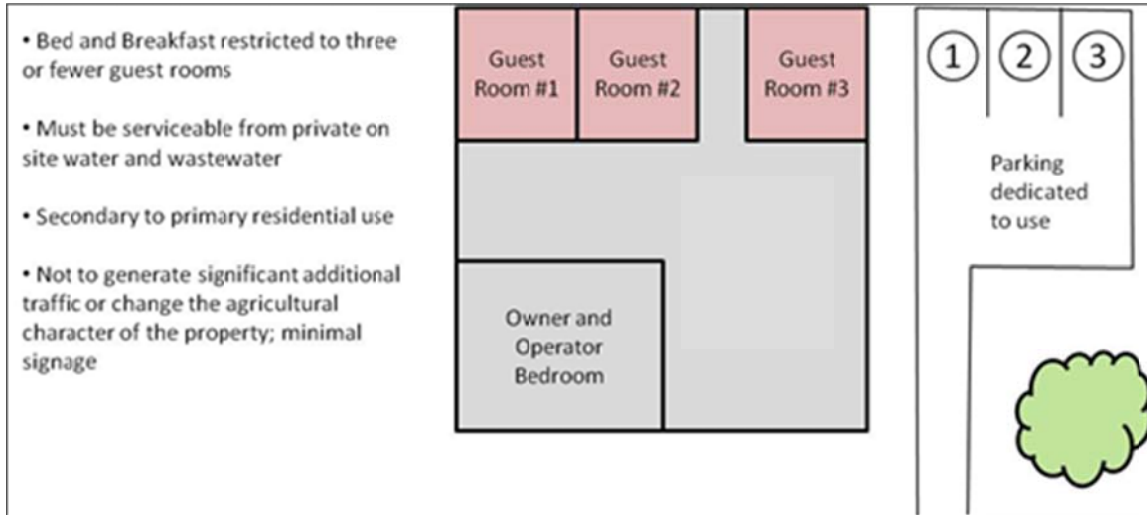 • Bed and Breakfast restricted to three
or fewer guest rooms
• Must be serviceable from private on
site water and wastewater
• Secondary to primary residential use
• Not to generate significant additional
traffic or change the agricultural
character of the property; minimal
signage
Guest
Room #1
Guest
Room #2
Guest
Room #3
Owner and
Operator
Bedroom
1
2
3
Parking
dedicated
to use